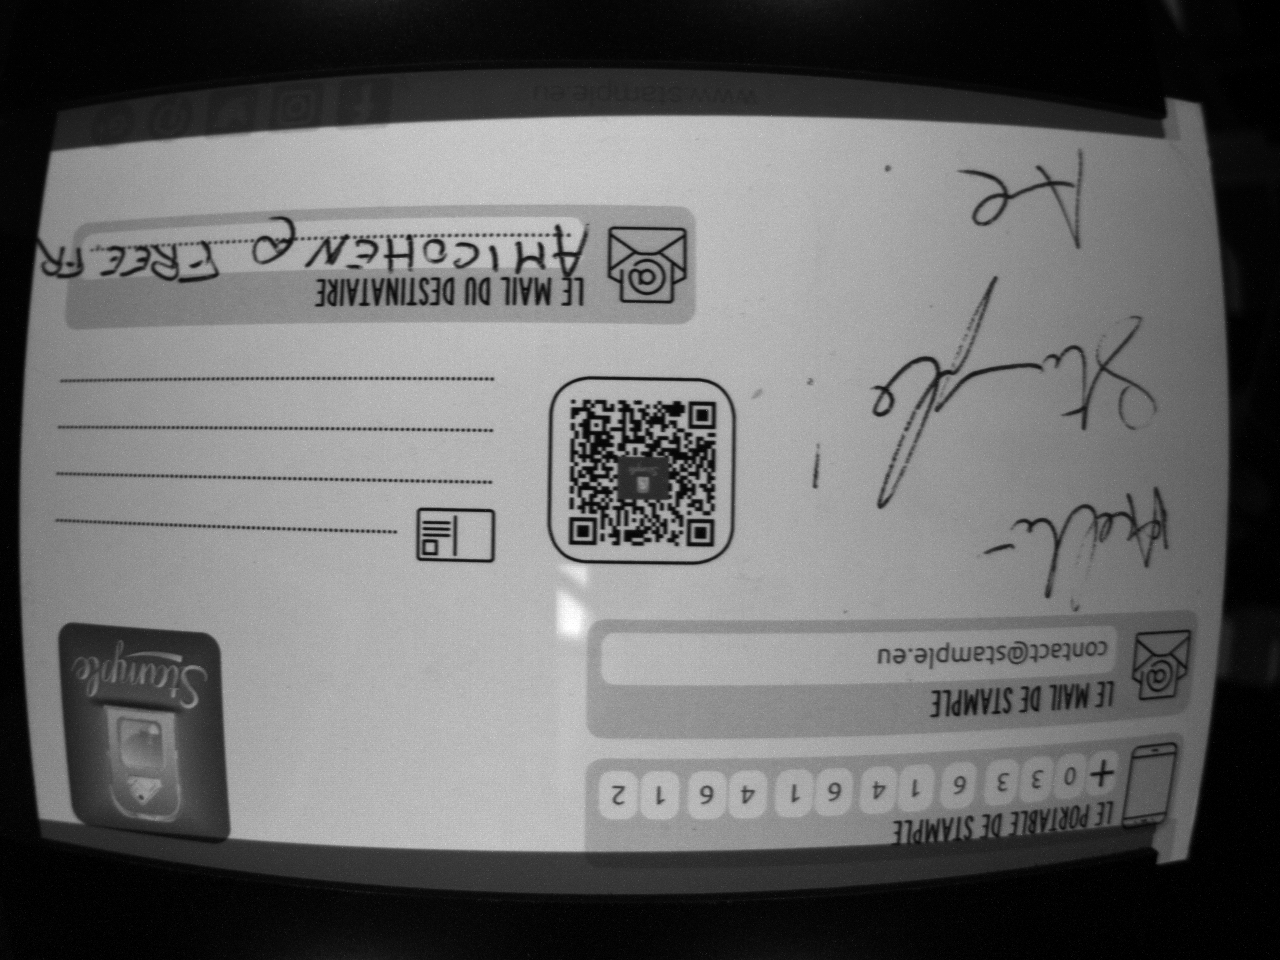 LE PORTABLE DE STAMPLE
+ 0 3 3 6 1 4 6 1 4 6 1 2
LE MAIL DE STAMPLE
contact@stample.eu
Stample
Hello
Stample
LE MAIL DU DESTINATAIRE
AMICOHEN@FREE.FR
www.stample.eu